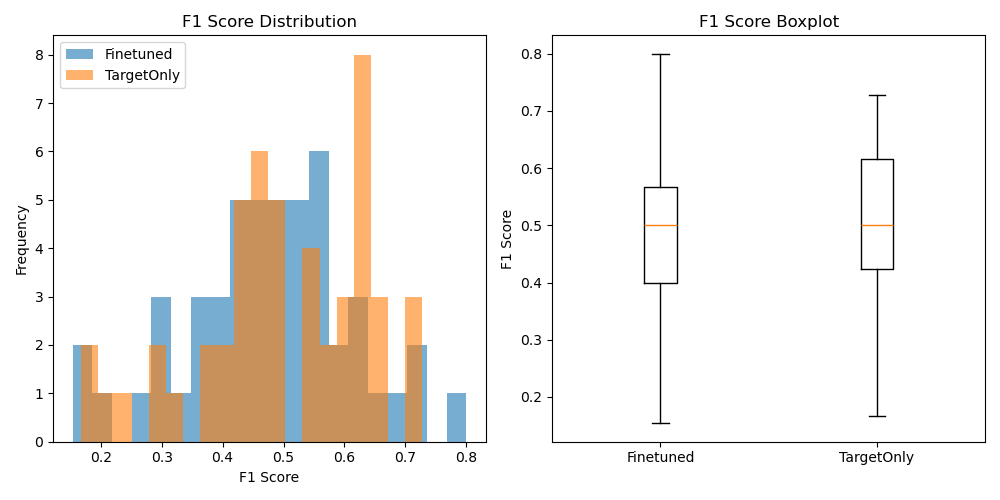 F1 Score Distribution
Finetuned
TargetOnly
8
7
6
5
4
3
2
1
0
Frequency
0.2 0.3 0.4 0.5 0.6 0.7 0.8
F1 Score
F1 Score Boxplot
0.8
0.7
0.6
0.5
0.4
0.3
0.2
F1 Score
Finetuned TargetOnly